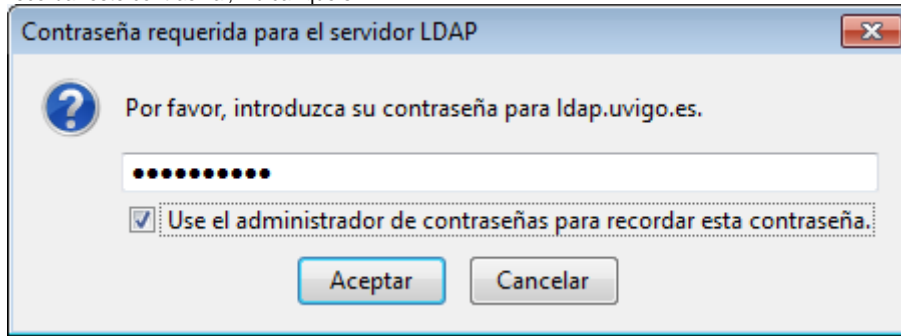 Contraseña requerida para el servidor LDAP
Por favor, introduzca su contraseña para ldap.uvigo.es.
••••••••••
Use el administrador de contraseñas para recordar esta contraseña.
Aceptar
Cancelar